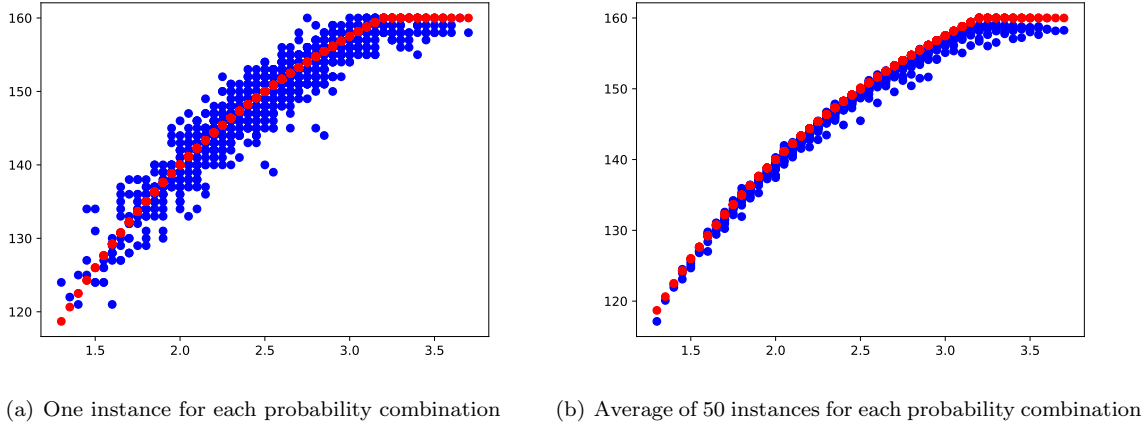 160
150
140
130
120
1.5 2.0 2.5 3.0 3.5
160
150
140
130
120
1.5 2.0 2.5 3.0 3.5
(a) One instance for each probability combination
(b) Average of 50 instances for each probability combination